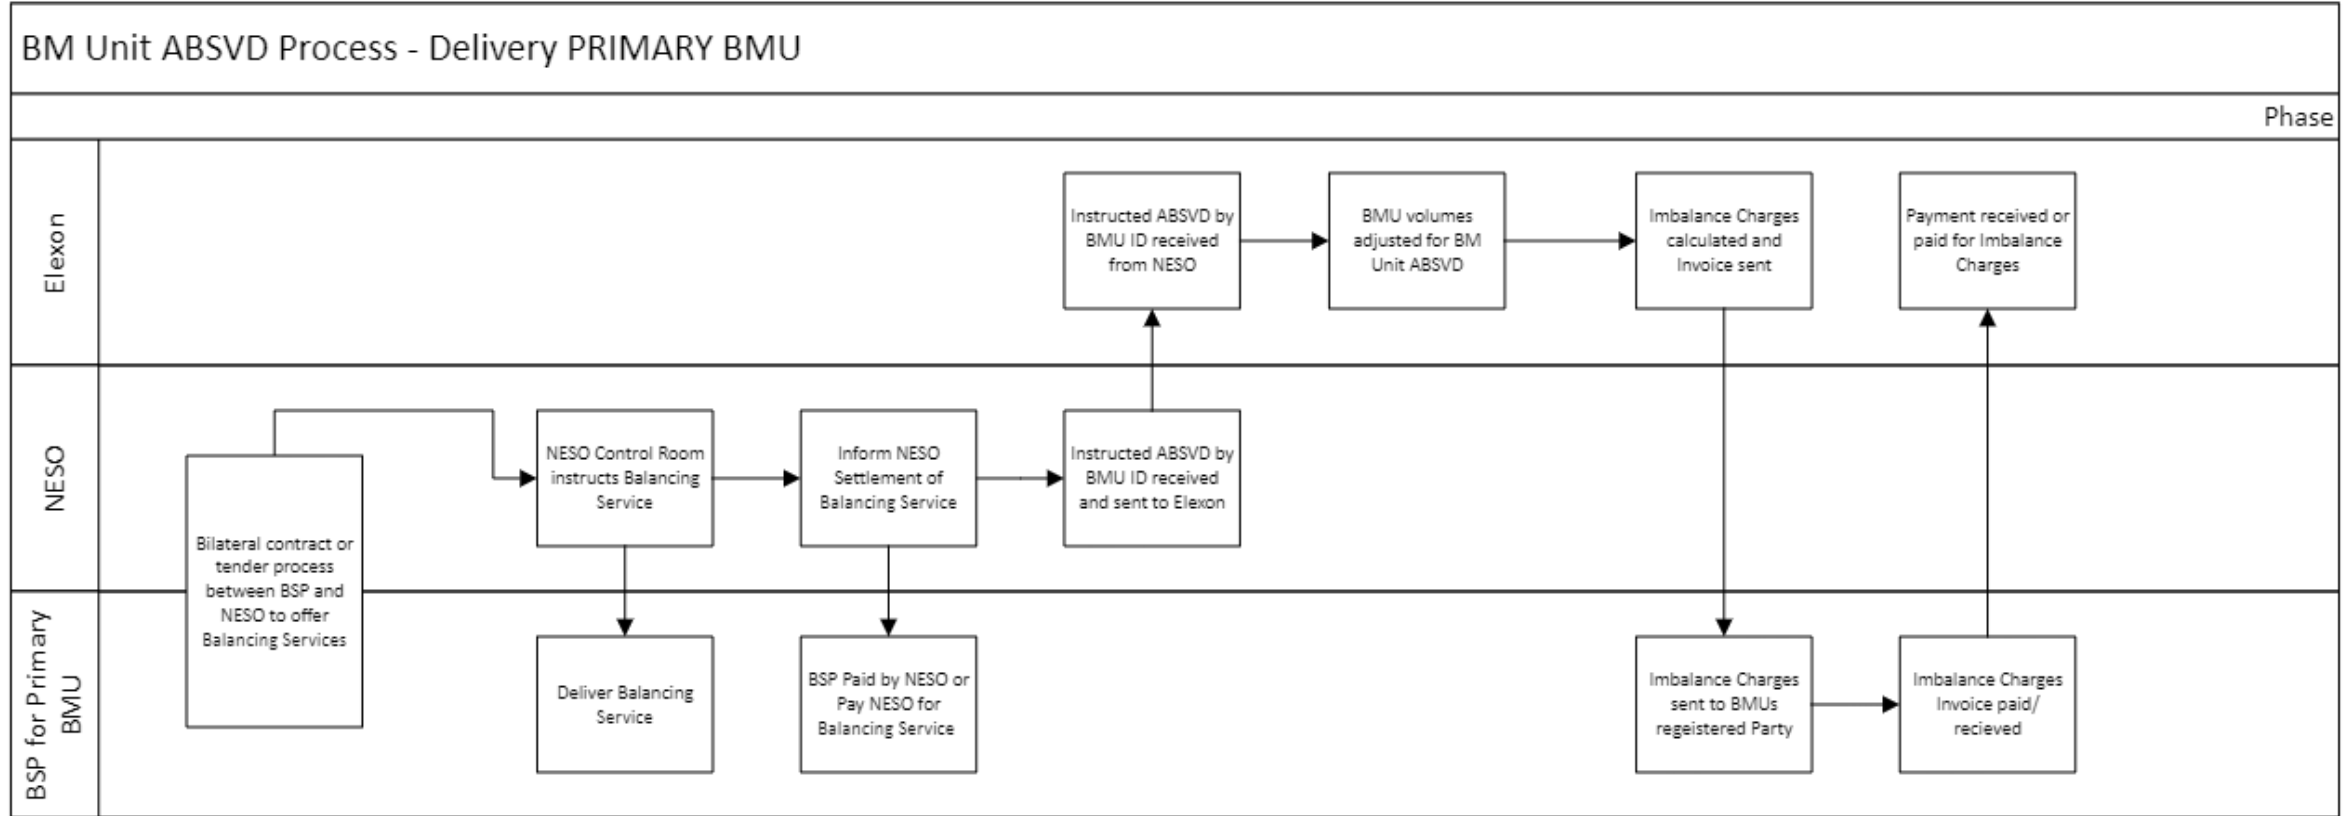 BM Unit ABSVD Process - Delivery PRIMARY BMU
Phase
Elexon
Instructed ABSVD by
BMU ID received
from NESO
BMU volumes
adjusted for BM
Unit ABSVD
Imbalance Charges
calculated and
Invoice sent
Payment received or
paid for Imbalance
Charges
NESO
Bilateral contract or
tender process
between BSP and
NESO to offer
Balancing Services
NESO Control Room
instructs Balancing
Service
Inform NESO
Settlement of
Balancing Service
Instructed ABSVD by
BMU ID received
and sent to Elexon
BSP for Primary
BMU
Deliver Balancing
Service
BSP Paid by NESO or
Pay NESO for
Balancing Service
Imbalance Charges
sent to BMUs
regeistered Party
Imbalance Charges
Invoice paid/
recieved